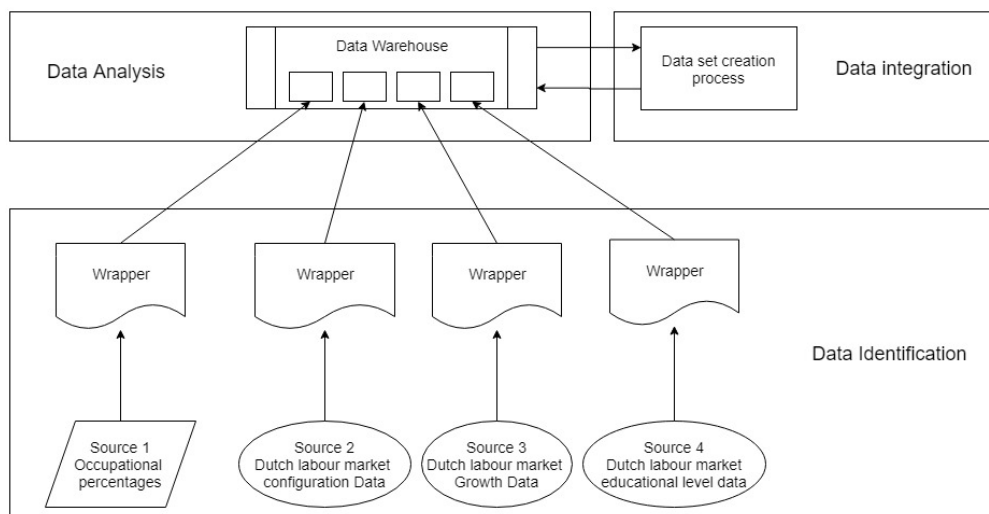 Data Analysis
Data Warehouse
Data set creation
process
Data integration
Wrapper
Wrapper
Wrapper
Wrapper
Data Identification
Source 1
Occupational
percentages
Source 2
Dutch labour market
configuration Data
Source 3
Dutch labour market
Growth Data
Source 4
Dutch labour market
educational level data